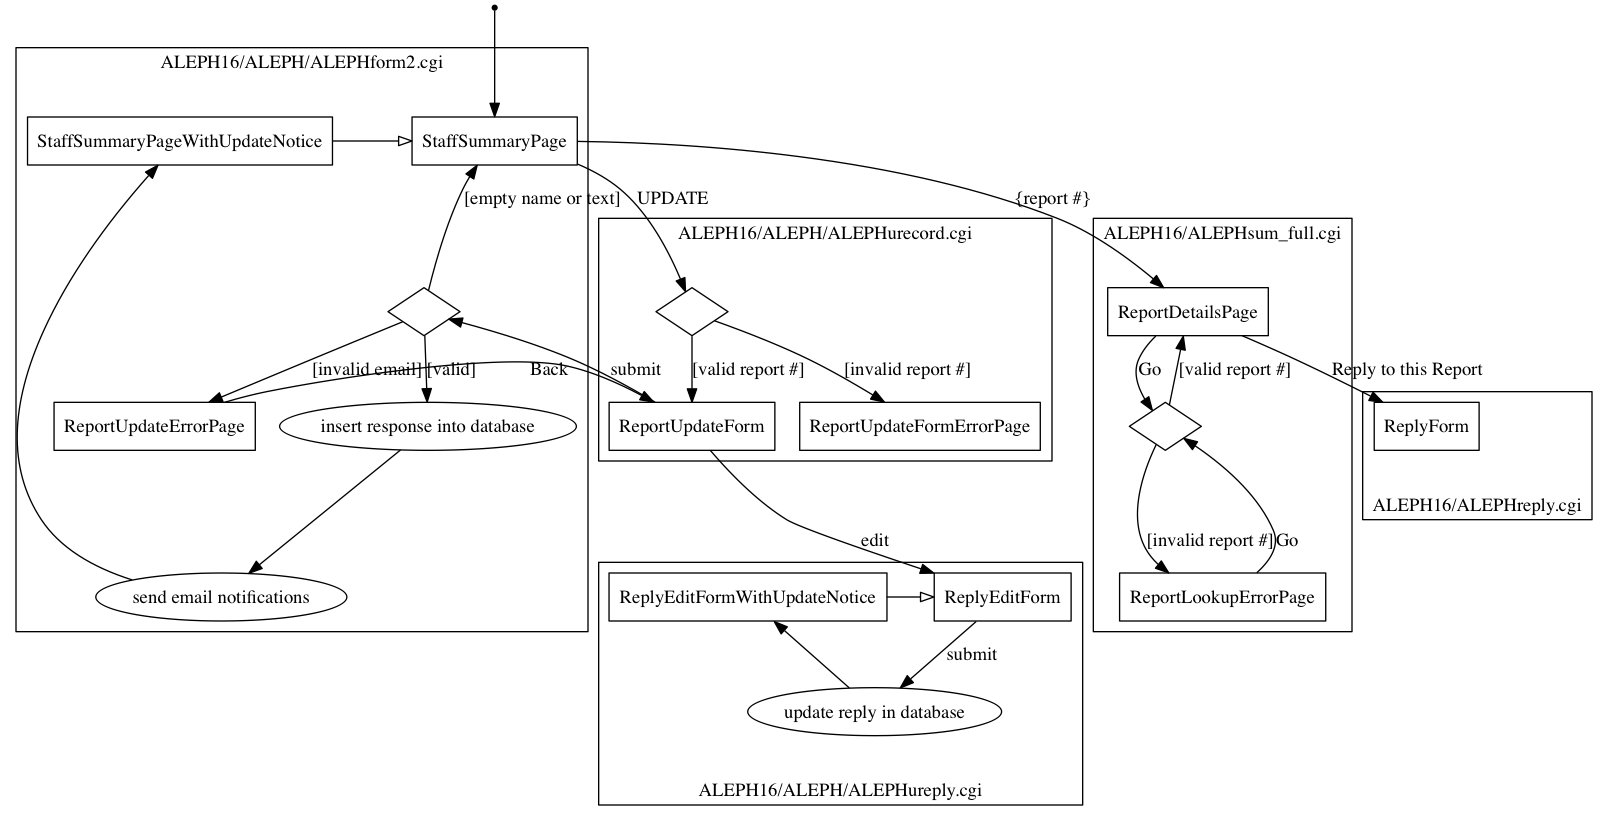 ALEPH16/ALEPH/ALEPHform2.cgi
StaffSummaryPageWithUpdateNotice
StaffSummaryPage
[empty name or text]
UPDATE
{report #}
ALEPH16/ALEPH/ALEPHurecord.cgi
ALEPH16/ALEPHsum_full.cgi
ReportDetailsPage
[invalid email]
[valid]
Back
submit
[valid report #]
[invalid report #]
Go
[valid report #]
Reply to this Report
ReportUpdateErrorPage
insert response into database
ReportUpdateForm
ReportUpdateFormErrorPage
ReplyForm
ALEPH16/ALEPHreply.cgi
edit
[invalid report #]
Go
send email notifications
ReplyEditFormWithUpdateNotice
ReplyEditForm
ReportLookupErrorPage
submit
update reply in database
ALEPH16/ALEPH/ALEPHureply.cgi